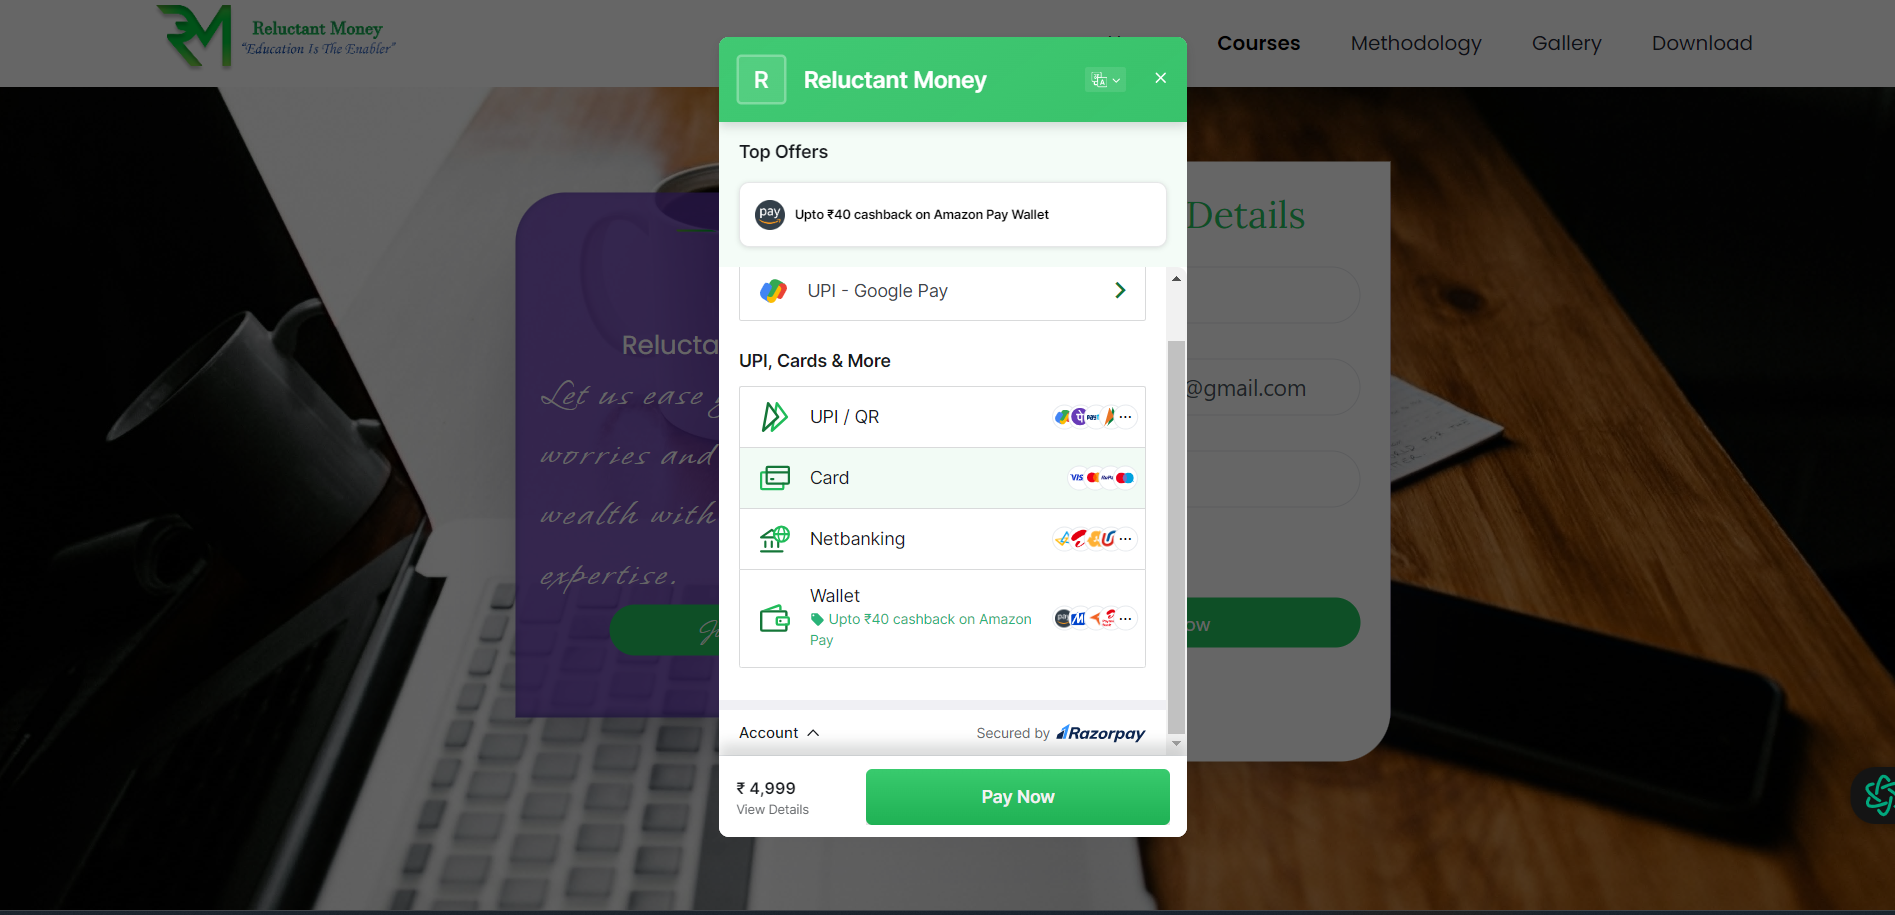 RM
Reluctant Money
"Education Is The Enabler"
Courses
Methodology
Gallery
Download
R
Reluctant Money
Top Offers
pay
Upto ₹40 cashback on Amazon Pay Wallet
UPI - Google Pay
UPI, Cards & More
UPI / QR
Card
VISA
Netbanking
Wallet
Upto ₹40 cashback on Amazon
Pay
Account
Secured by Razorpay
₹ 4,999
View Details
Pay Now
Let us ease
worries and
wealth with
expertise.
Details
@gmail.com